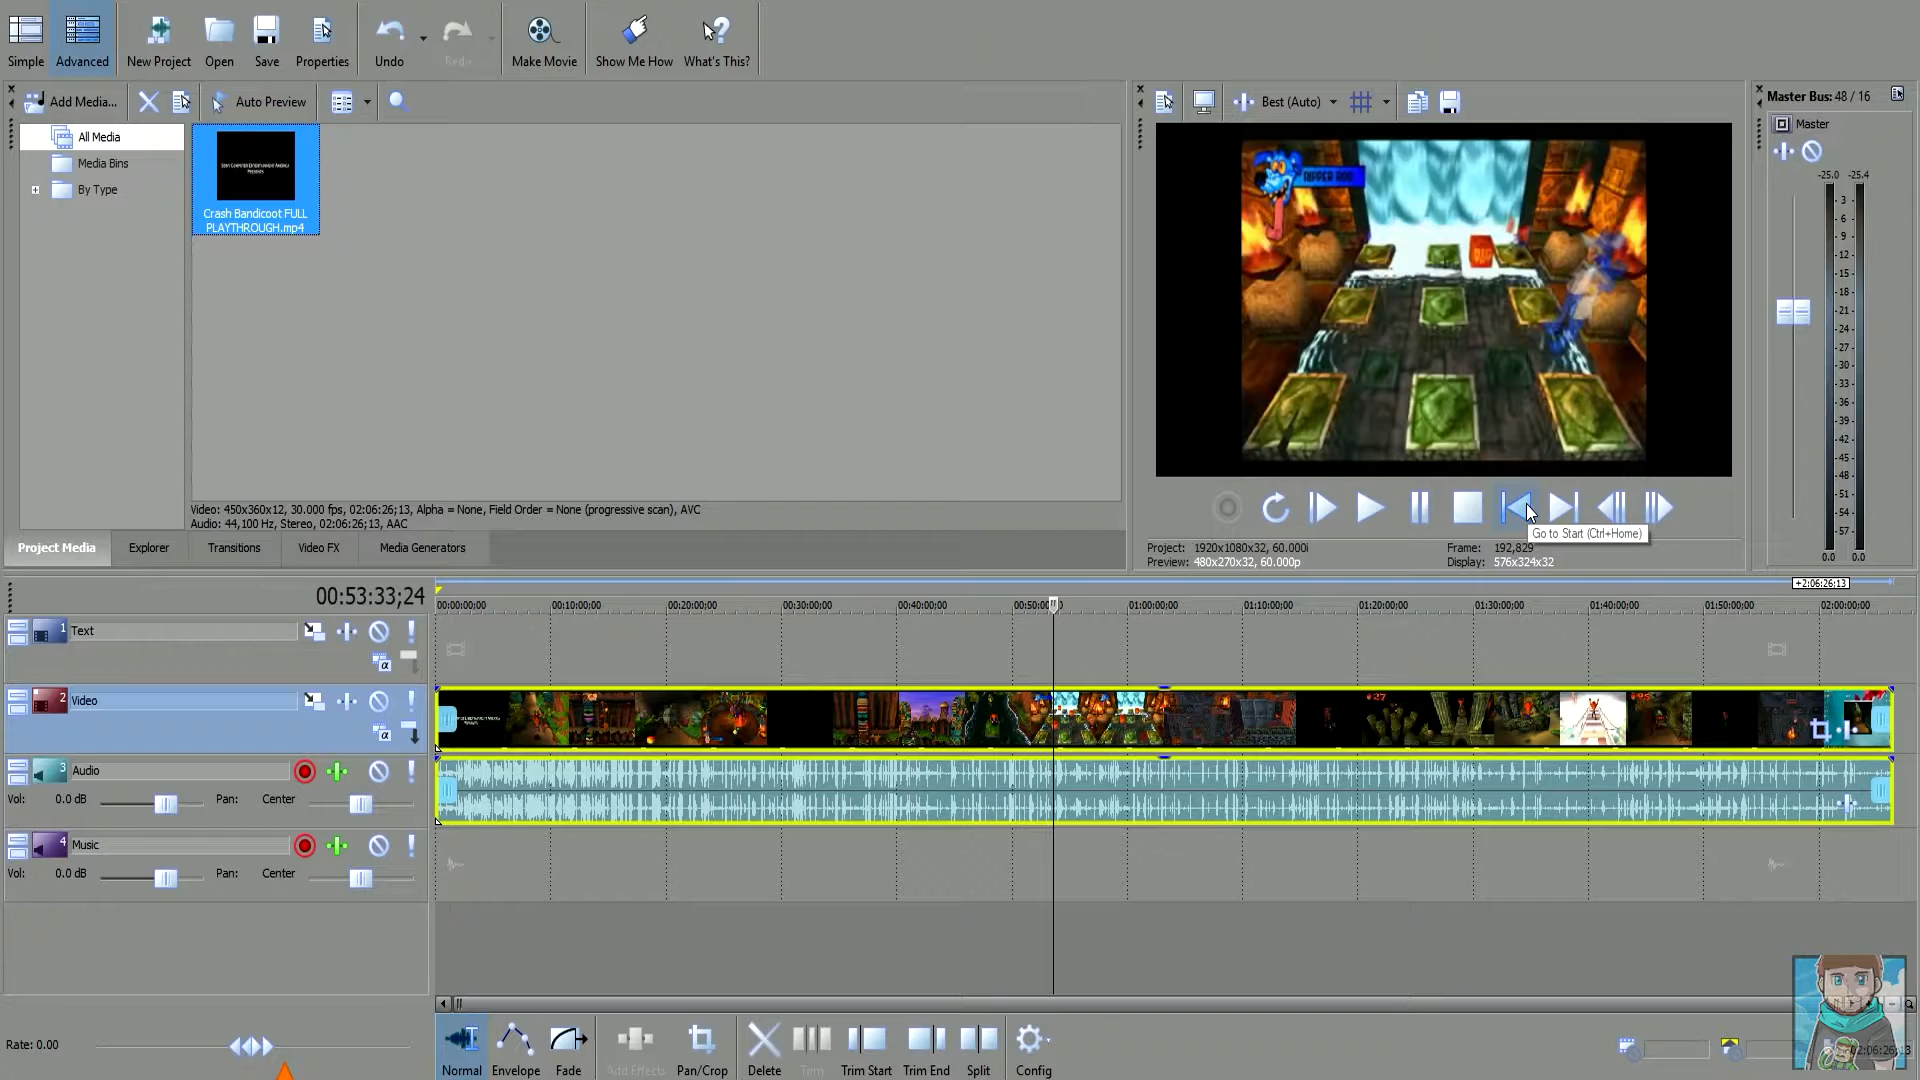 Simple
Advanced
New Project
Open
Save
Properties
Undo
Redo
Make Movie
Show Me How
What's This?
Add Media...
Auto Preview
Best (Auto)
Master Bus: 48 / 16
Master
All Media
Media Bins
By Type
SONY COMPUTER ENTERTAINMENT AMERICA
PRESENTS
Crash Bandicoot FULL
PLAYTHROUGH.mp4
RIPPER ROO
-25.0 -25.4
3
6
9
-12
-15
-18
-21
-24
-27
-30
-33
-36
-39
-42
-45
-48
-51
-54
-57
0.0 0.0
Video: 450x360x12, 30.000 fps, 02:06:26;13, Alpha = None, Field Order = None (progressive scan), AVC
Audio: 44,100 Hz, Stereo, 02:06:26;13, AAC
Project Media
Explorer
Transitions
Video FX
Media Generators
Go to Start (Ctrl+Home)
Project: 1920x1080x32, 60.000i
Frame: 192,829
Preview: 480x270x32, 60.000p
Display: 576x324x32
+2:06:26;13
00:53:33;24
00:00:00;00
00:10:00;00
00:20:00;00
00:30:00;00
00:40:00;00
00:50:00
01:00:00;00
01:10:00;00
01:20:00;00
01:30:00;00
01:40:00;00
01:50:00;00
02:00:00;00
1
Text
2
Video
3
Audio
Vol: 0.0 dB
Pan: Center
4
Music
Vol: 0.0 dB
Pan: Center
Rate: 0.00
Normal
Envelope
Fade
Add Effects
Pan/Crop
Delete
Trim
Trim Start
Trim End
Split
Config
02:06:26;13